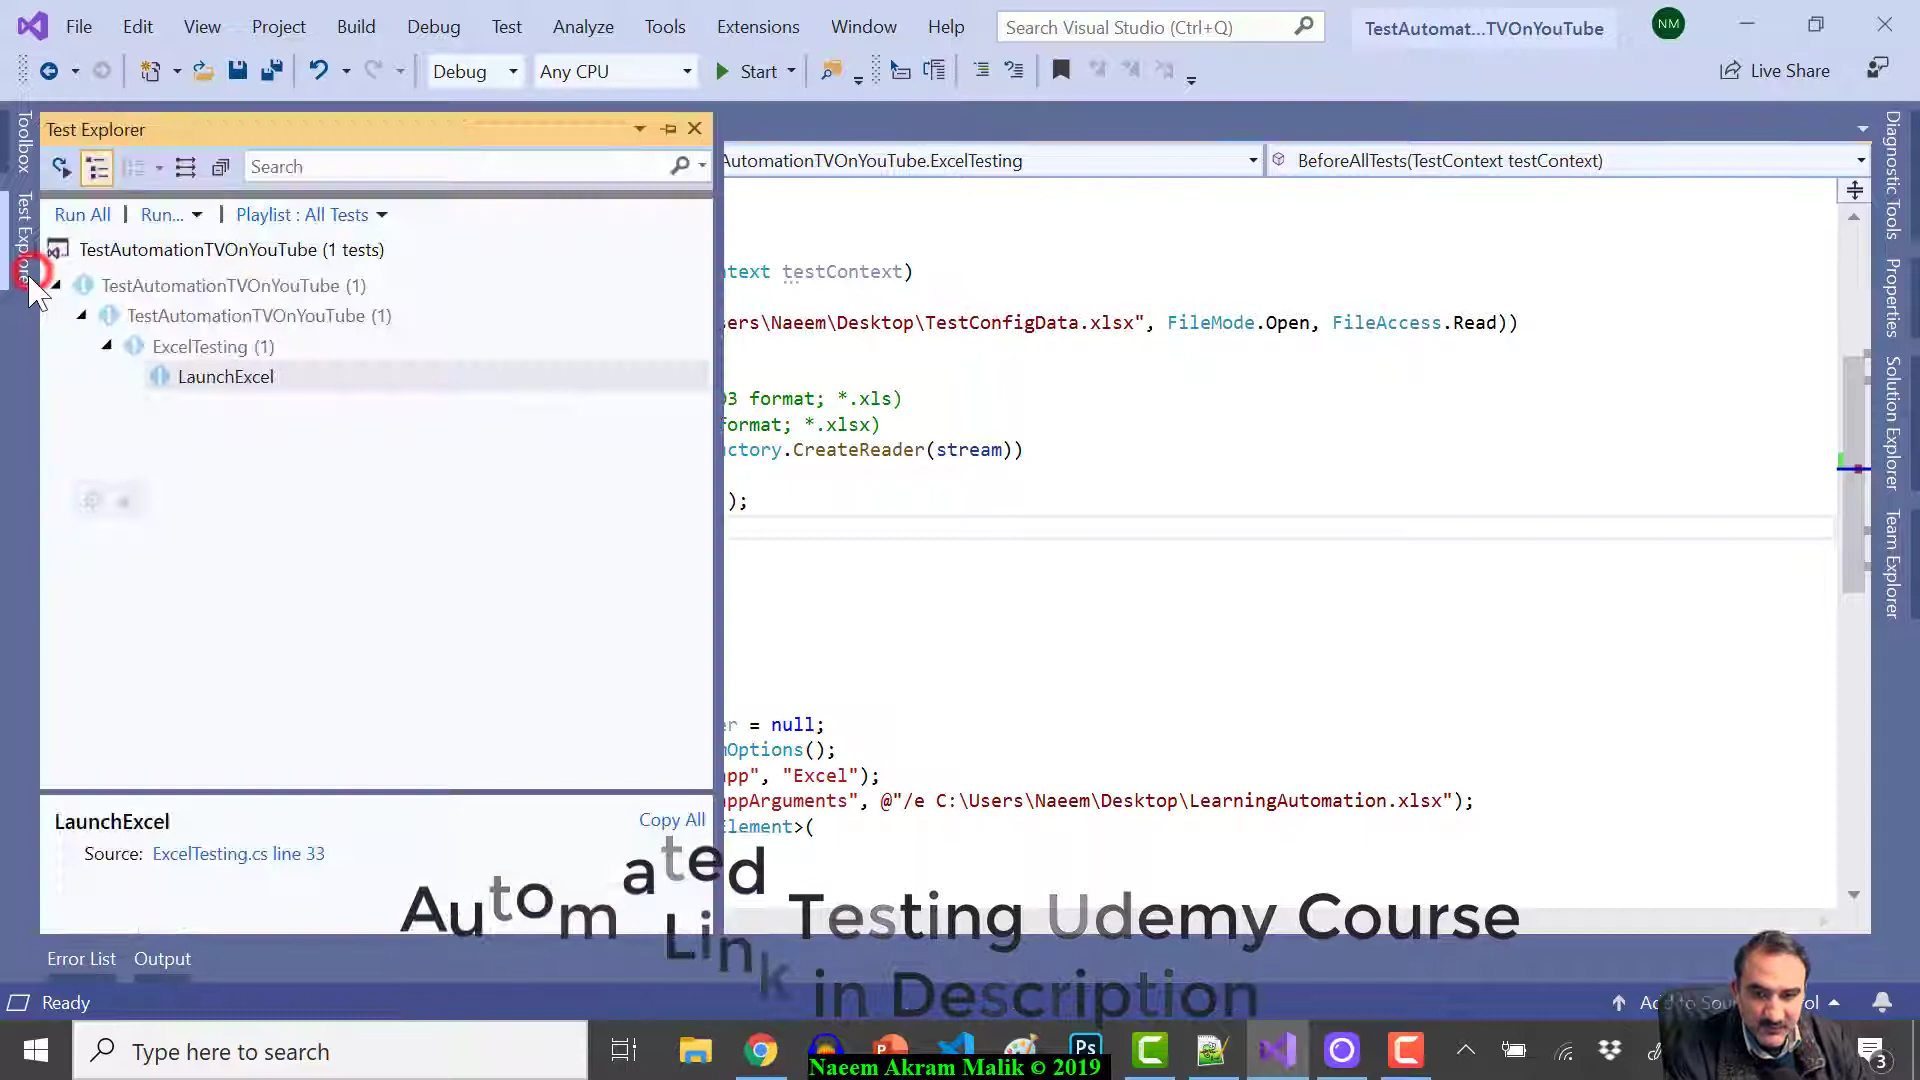 File Edit View Project Build Debug Test Analyze Tools Extensions Window Help Search Visual Studio (Ctrl+Q) TestAutomat...TVOnYouTube NM
Debug Any CPU Start Live Share
Toolbox
Test Explorer
Test Explorer
Search
Run All | Run... | Playlist : All Tests
TestAutomationTVOnYouTube (1 tests)
TestAutomationTVOnYouTube (1)
TestAutomationTVOnYouTube (1)
ExcelTesting (1)
LaunchExcel
LaunchExcel
Copy All
Source: ExcelTesting.cs line 33
AutomationTVOnYouTube.ExcelTesting BeforeAllTests(TestContext testContext)
text testContext)
ers\Naeem\Desktop\TestConfigData.xlsx", FileMode.Open, FileAccess.Read))
3 format; *.xls)
format; *.xlsx)
ctory.CreateReader(stream))
);
r = null;
Options();
app", "Excel");
appArguments", @"/e C:\Users\Naeem\Desktop\LearningAutomation.xlsx");
Element>(
Diagnostic Tools
Properties
Solution Explorer
Team Explorer
Automated Testing Udemy Course
Link in Description
Error List Output
Ready
Type here to search
Ps
3
Naeem Akram Malik © 2019